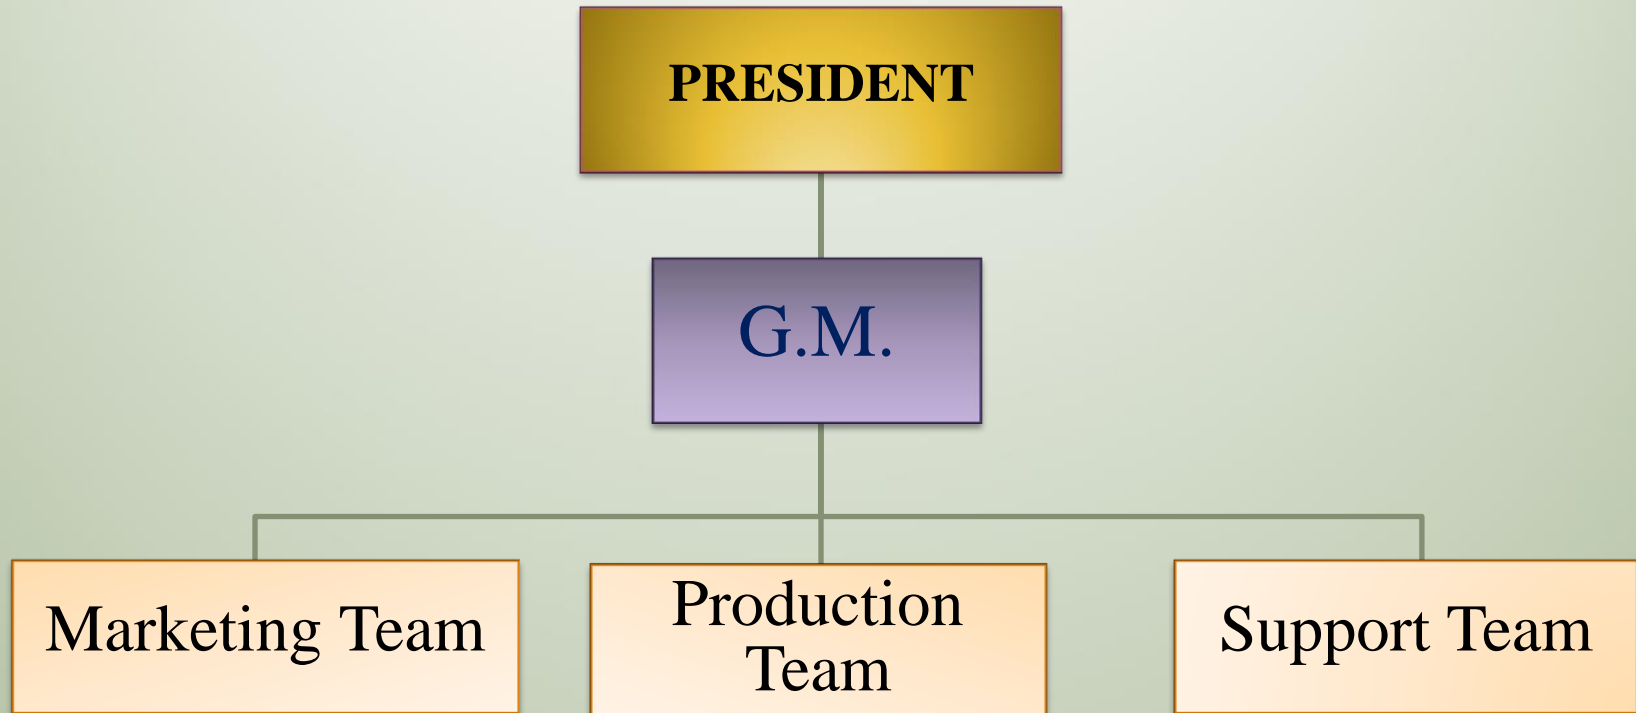 PRESIDENT
G.M.
Marketing Team
Production
Team
Support Team